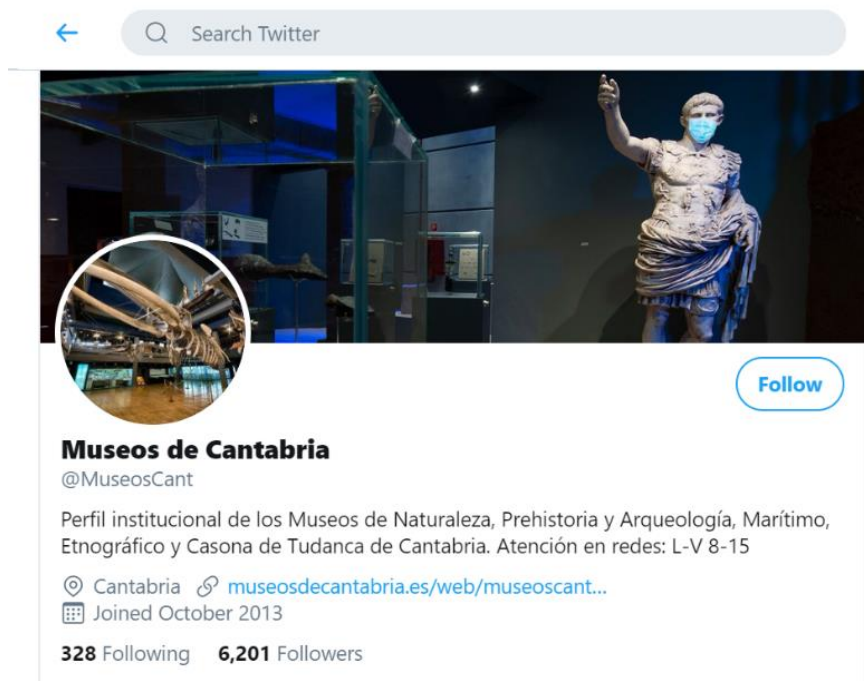 Search Twitter
Follow
Museos de Cantabria
@MuseosCant
Perfil institucional de los Museos de Naturaleza, Prehistoria y Arqueología, Marítimo,
Etnográfico y Casona de Tudanca de Cantabria. Atención en redes: L-V 8-15
Cantabria museosdecantabria.es/web/museoscant...
Joined October 2013
328 Following 6,201 Followers